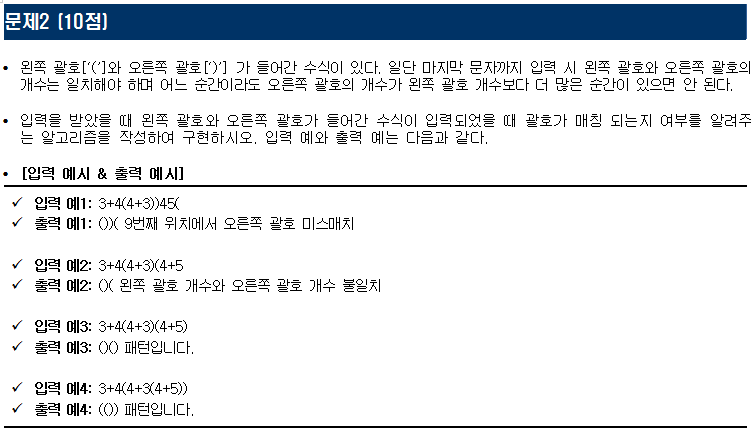 문제2 (10점)
• 왼쪽 괄호['(']와 오른쪽 괄호[')'] 가 들어간 수식이 있다. 일단 마지막 문자까지 입력 시 왼쪽 괄호와 오른쪽 괄호의
개수는 일치해야 하며 어느 순간이라도 오른쪽 괄호의 개수가 왼쪽 괄호 개수보다 더 많은 순간이 있으면 안 된다.
• 입력을 받았을 때 왼쪽 괄호와 오른쪽 괄호가 들어간 수식이 입력되었을 때 괄호가 매칭 되는지 여부를 알려주
는 알고리즘을 작성하여 구현하시오. 입력 예와 출력 예는 다음과 같다.
• [입력 예시 & 출력 예시]
✓ 입력 예1: 3+4(4+3))45(
✓ 출력 예1: ())( 9번째 위치에서 오른쪽 괄호 미스매치
✓ 입력 예2: 3+4(4+3)(4+5
✓ 출력 예2: ()( 왼쪽 괄호 개수와 오른쪽 괄호 개수 불일치
✓ 입력 예3: 3+4(4+3)(4+5)
✓ 출력 예3: ()() 패턴입니다.
✓ 입력 예4: 3+4(4+3(4+5))
✓ 출력 예4: (()) 패턴입니다.